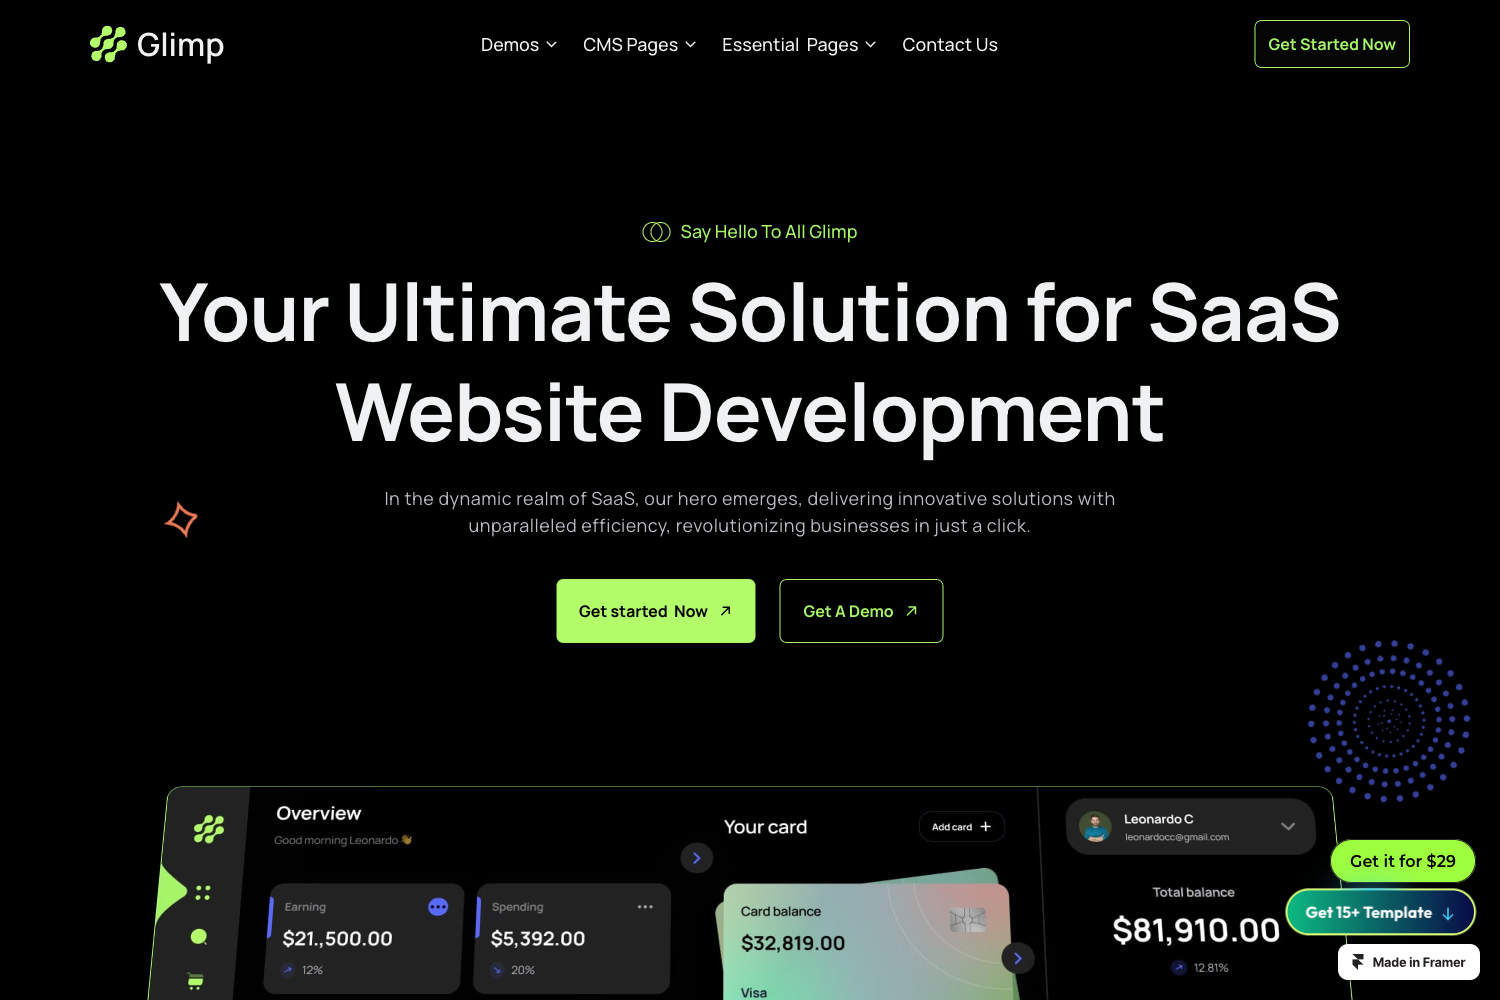 Glimp
Demos
CMS Pages
Essential Pages
Contact Us
Get Started Now
Say Hello To All Glimp
Your Ultimate Solution for SaaS
Website Development
In the dynamic realm of SaaS, our hero emerges, delivering innovative solutions with
unparalleled efficiency, revolutionizing businesses in just a click.
Get started Now
Get A Demo
Overview
Good morning Leonardo 👋
Earning
$21.,500.00
12%
Spending
$5,392.00
20%
Your card
Add card +
Card balance
$32,819.00
Visa
Leonardo C
leonardocc@gmail.com
Total balance
$81,910.00
12.81%
Get it for $29
Get 15+ Template
Made in Framer